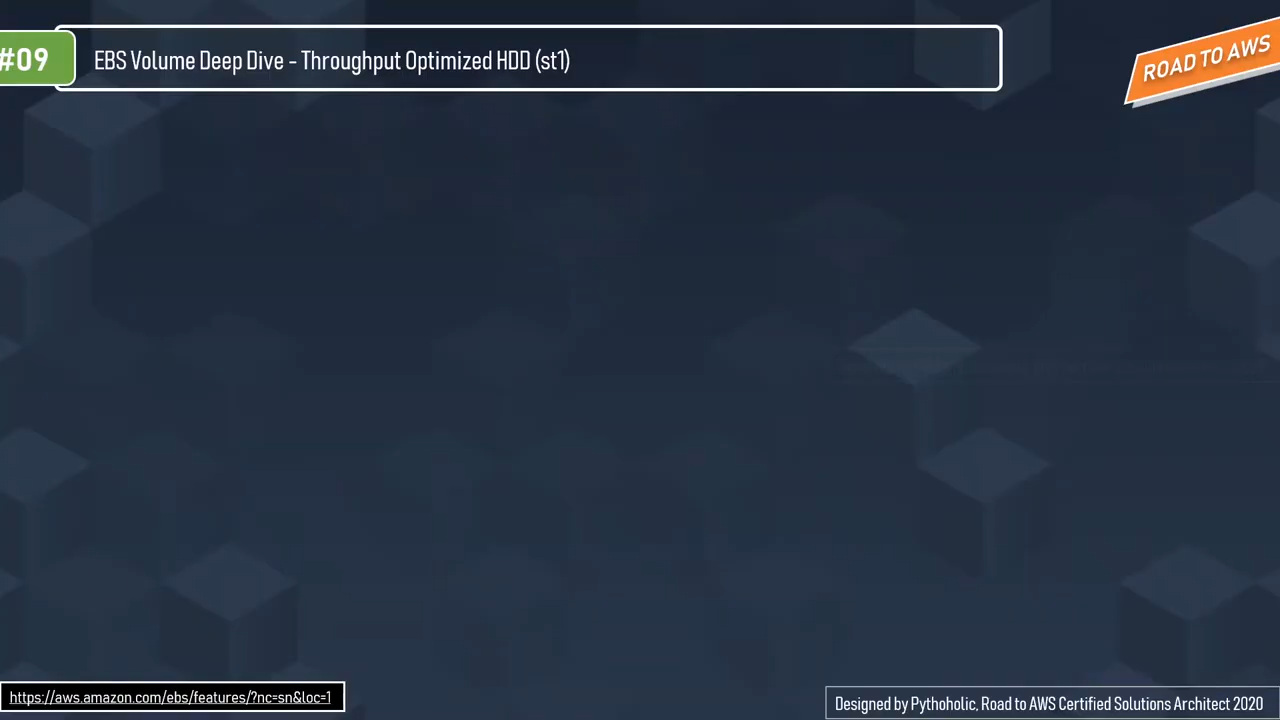 #09
EBS Volume Deep Dive - Throughput Optimized HDD (st1)
ROAD TO AWS
https://aws.amazon.com/ebs/features/?nc=sn&loc=1
Designed by Pythoholic, Road to AWS Certified Solutions Architect 2020